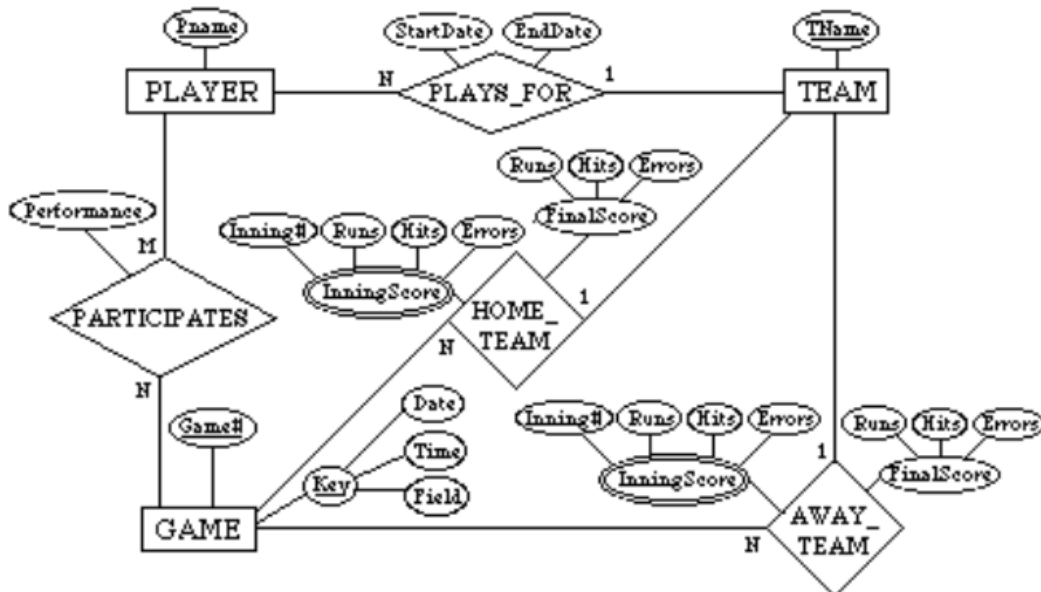 Pname
StartDate
EndDate
TName
PLAYER
N
PLAYS_FOR
1
TEAM
Runs
Hits
Errors
FinalScore
Performance
Inning#
Runs
Hits
Errors
InningScore
M
PARTICIPATES
N
HOME_
TEAM
1
N
Game#
Date
Time
Key
Field
GAME
Inning#
Runs
Hits
Errors
InningScore
Runs
Hits
Errors
FinalScore
1
AWAY_
TEAM
N